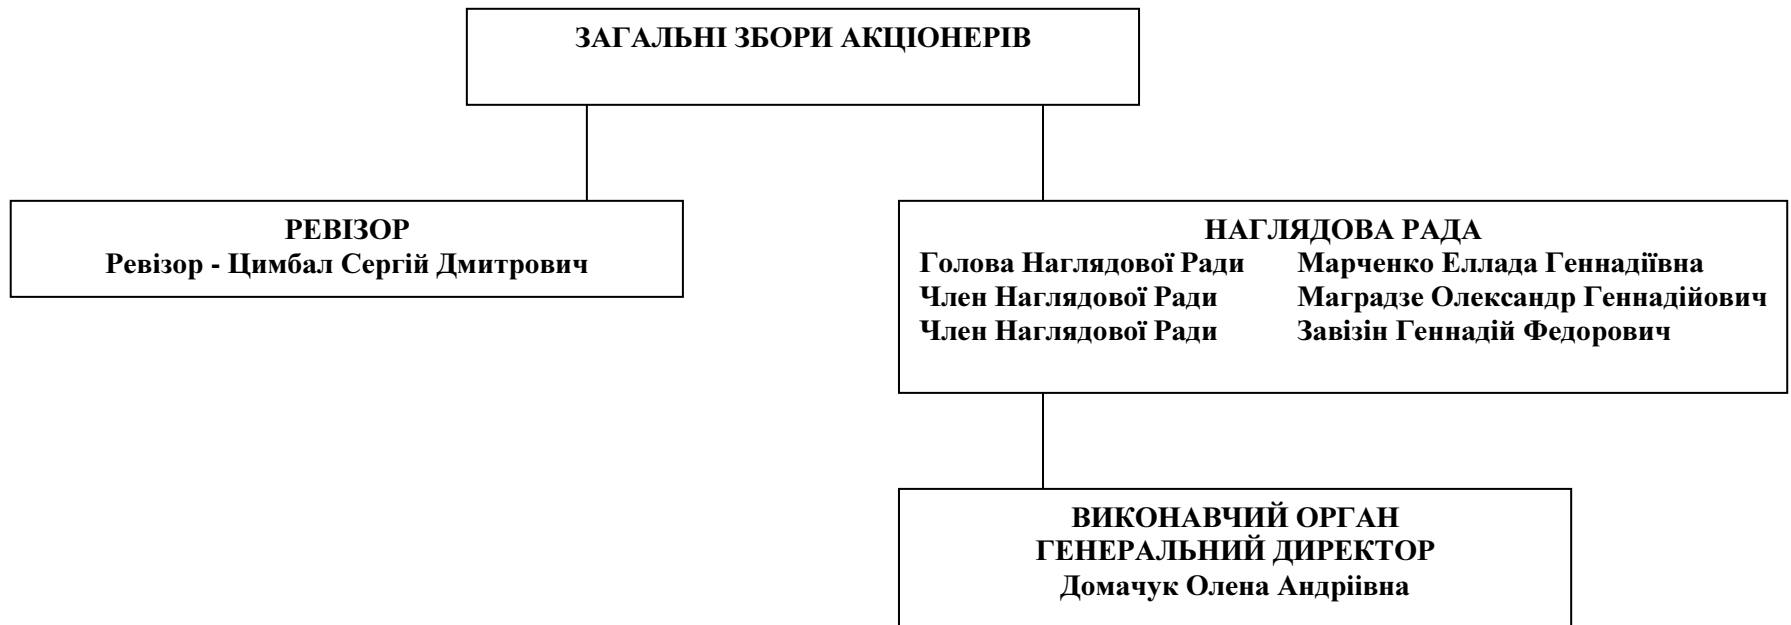 ЗАГАЛЬНІ ЗБОРИ АКЦІОНЕРІВ
РЕВІЗОР
Ревізор - Цимбал Сергій Дмитрович
НАГЛЯДОВА РАДА
Голова Наглядової Ради Марченко Еллада Геннадіївна
Член Наглядової Ради Маградзе Олександр Геннадійович
Член Наглядової Ради Завізін Геннадій Федорович
ВИКОНАВЧИЙ ОРГАН
ГЕНЕРАЛЬНИЙ ДИРЕКТОР
Домачук Олена Андріівна